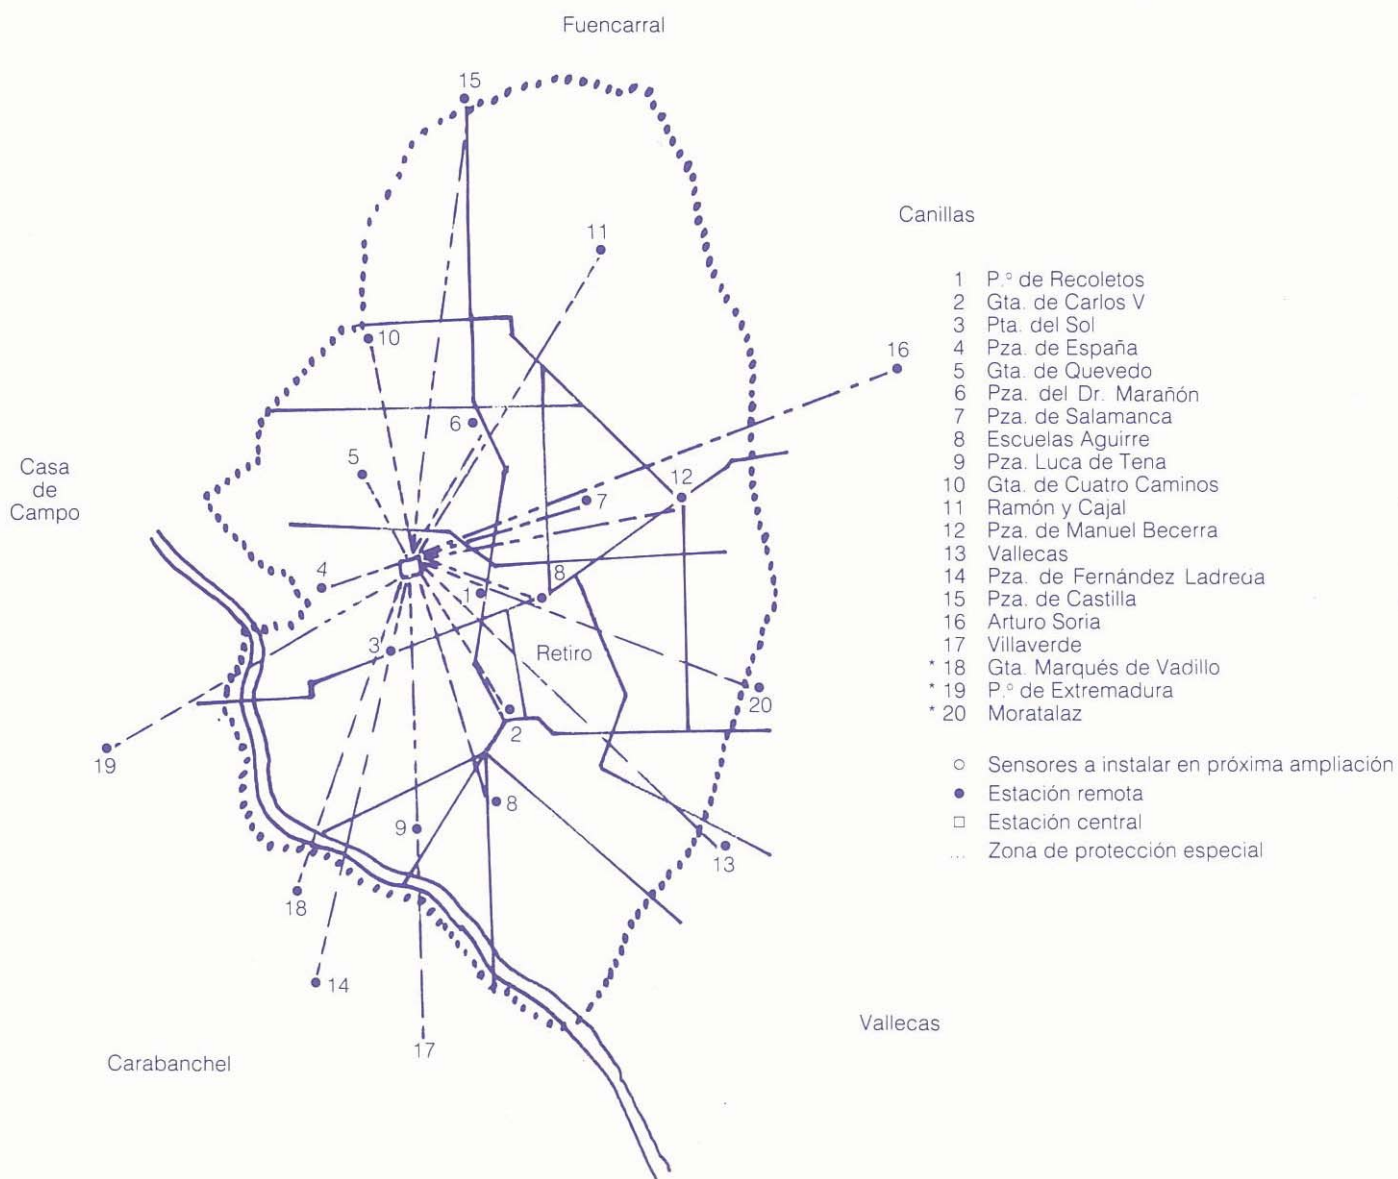 Fuencarral
15
Canillas
11
10
16
6
5
7
12
Casa
de
Campo
4
1
8
3
Retiro
2
20
19
8
9
13
18
14
17
Vallecas
Carabanchel
1 P.º de Recoletos
2 Gta. de Carlos V
3 Pta. del Sol
4 Pza. de España
5 Gta. de Quevedo
6 Pza. del Dr. Marañón
7 Pza. de Salamanca
8 Escuelas Aguirre
9 Pza. Luca de Tena
10 Gta. de Cuatro Caminos
11 Ramón y Cajal
12 Pza. de Manuel Becerra
13 Vallecas
14 Pza. de Fernández Ladreua
15 Pza. de Castilla
16 Arturo Soria
17 Villaverde
* 18 Gta. Marqués de Vadillo
* 19 P.º de Extremadura
* 20 Moratalaz
○ Sensores a instalar en próxima ampliación
● Estación remota
□ Estación central
... Zona de protección especial